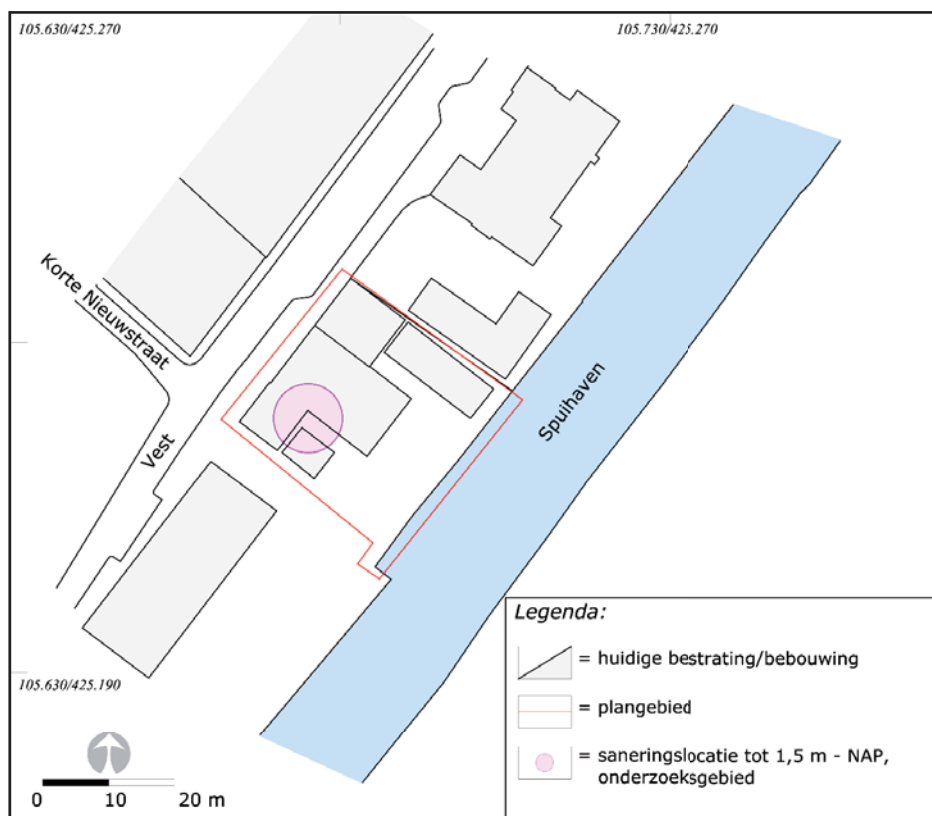 105.630/425.270
105.730/425.270
Korte Nieuwstraat
Vest
Spuihaven
105.630/425.190
0 10 20 m
Legenda:
= huidige bestrating/bebouwing
= plangebied
= saneringslocatie tot 1,5 m - NAP,
onderzoeksgebied